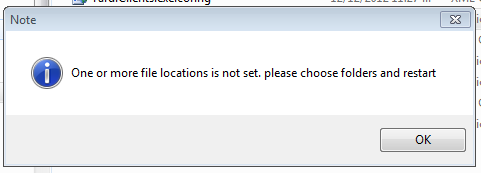 Note
One or more file locations is not set. please choose folders and restart
OK